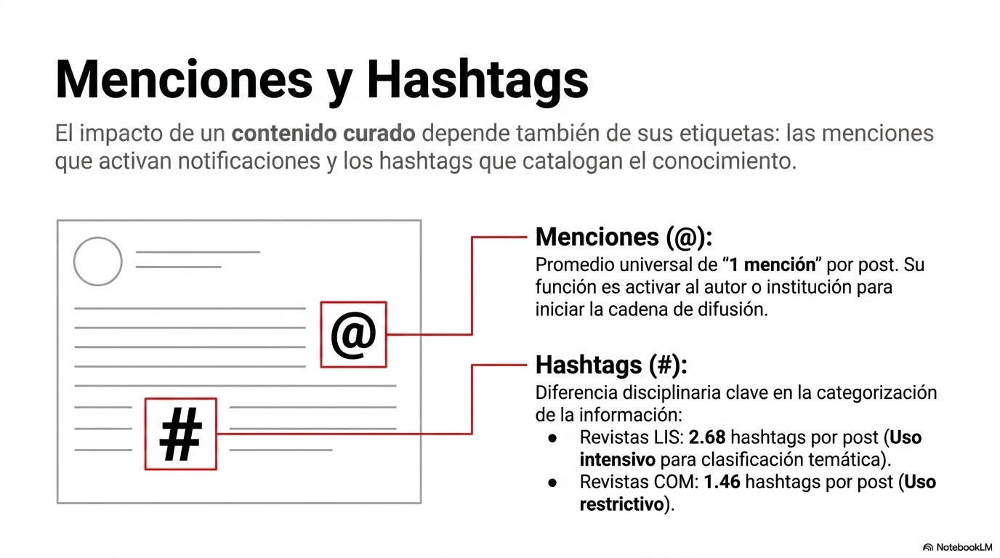 Menciones y Hashtags
El impacto de un contenido curado depende también de sus etiquetas: las menciones
que activan notificaciones y los hashtags que catalogan el conocimiento.
@
#
Menciones (@):
Promedio universal de “1 mención” por post. Su
función es activar al autor o institución para
iniciar la cadena de difusión.
Hashtags (#):
Diferencia disciplinaria clave en la categorización
de la información:
● Revistas LIS: 2.68 hashtags por post (Uso
intensivo para clasificación temática).
● Revistas COM: 1.46 hashtags por post (Uso
restrictivo).
NotebookLM